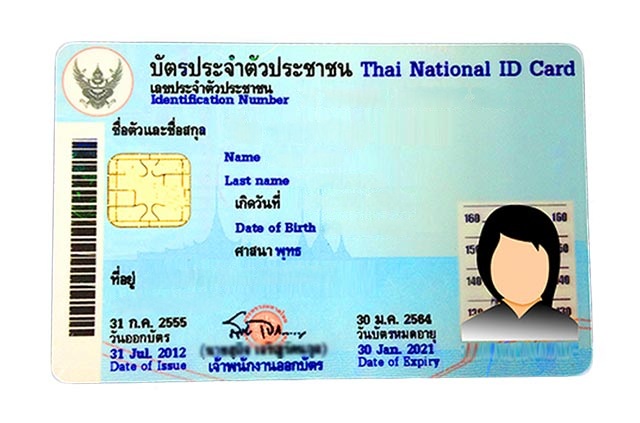 บัตรประจำตัวประชาชน Thai National ID Card
เลขประจำตัวประชาชน
Identification Number
ชื่อตัวและชื่อสกุล
Name
Last name
เกิดวันที่
Date of Birth
ศาสนา พุทธ
ที่อยู่
160 160
150
140 140
130
31 ก.ค. 2555
วันออกบัตร
31 Jul. 2012
Date of Issue
เจ้าพนักงานออกบัตร
30 ม.ค. 2564
วันบัตรหมดอายุ
30 Jan. 2021
Date of Expiry